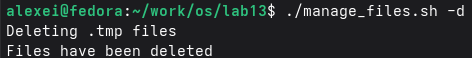 alexei@fedora:~/work/os/lab13$ ./manage_files.sh -d
Deleting .tmp files
Files have been deleted